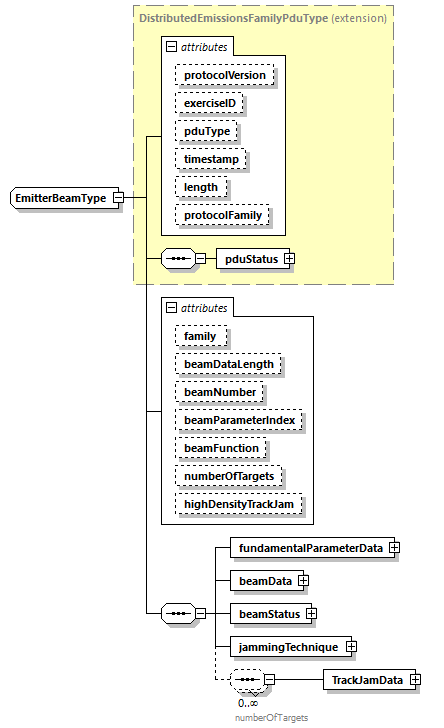 DistributedEmissionsFamilyPduType (extension)
attributes
protocolVersion
exerciseID
pduType
timestamp
length
protocolFamily
EmitterBeamType
pduStatus
attributes
family
beamDataLength
beamNumber
beamParameterIndex
beamFunction
numberOfTargets
highDensityTrackJam
fundamentalParameterData
beamData
beamStatus
jammingTechnique
TrackJamData
0..∞
numberOfTargets